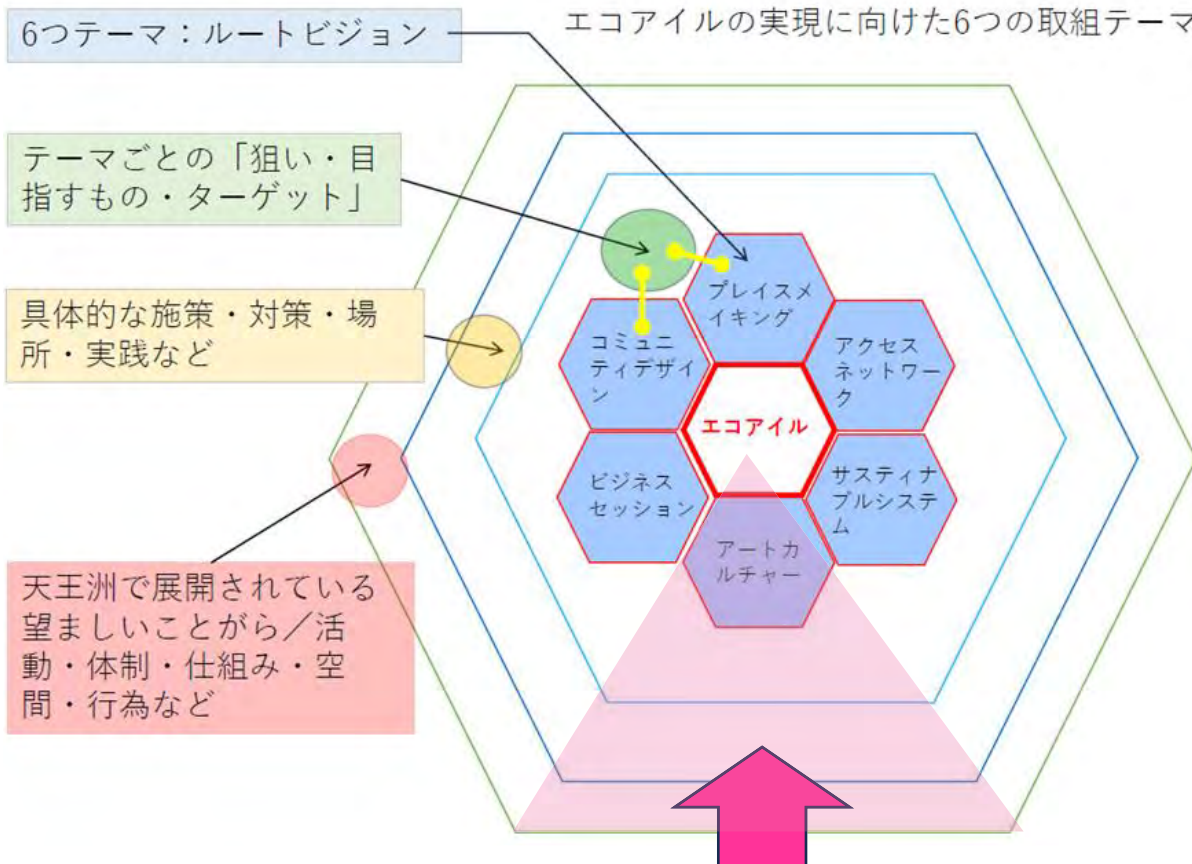 エコアイルの実現に向けた6つの取組テーマ
6つテーマ：ルートビジョン
テーマごとの「狙い・目
指すもの・ターゲット」
具体的な施策・対策・場
所・実践など
天王洲で展開されている
望ましいことがら／活
動・体制・仕組み・空
間・行為など
プレイスメ
イキング
コミュニ
ティデザイ
ン
アクセス
ネットワー
ク
エコアイル
ビジネス
セッション
サスティナ
ブルシステ
ム
アートカ
ルチャー